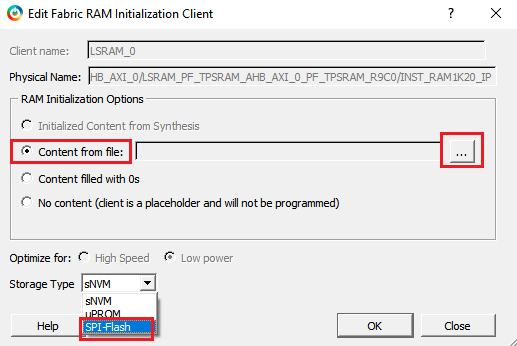 Edit Fabric RAM Initialization Client
Client name: LSRAM_0
Physical Name: HB_AXI_0/LSRAM_PF_TPSRAM_AHB_AXI_0_PF_TPSRAM_R9C0/INST_RAM1K20_IP
RAM Initialization Options
Initialized Content from Synthesis
Content from file: ...
Content filled with 0s
No content (client is a placeholder and will not be programmed)
Optimize for: High Speed Low power
Storage Type sNVM
sNVM
uPROM
SPI-Flash
Help OK Close